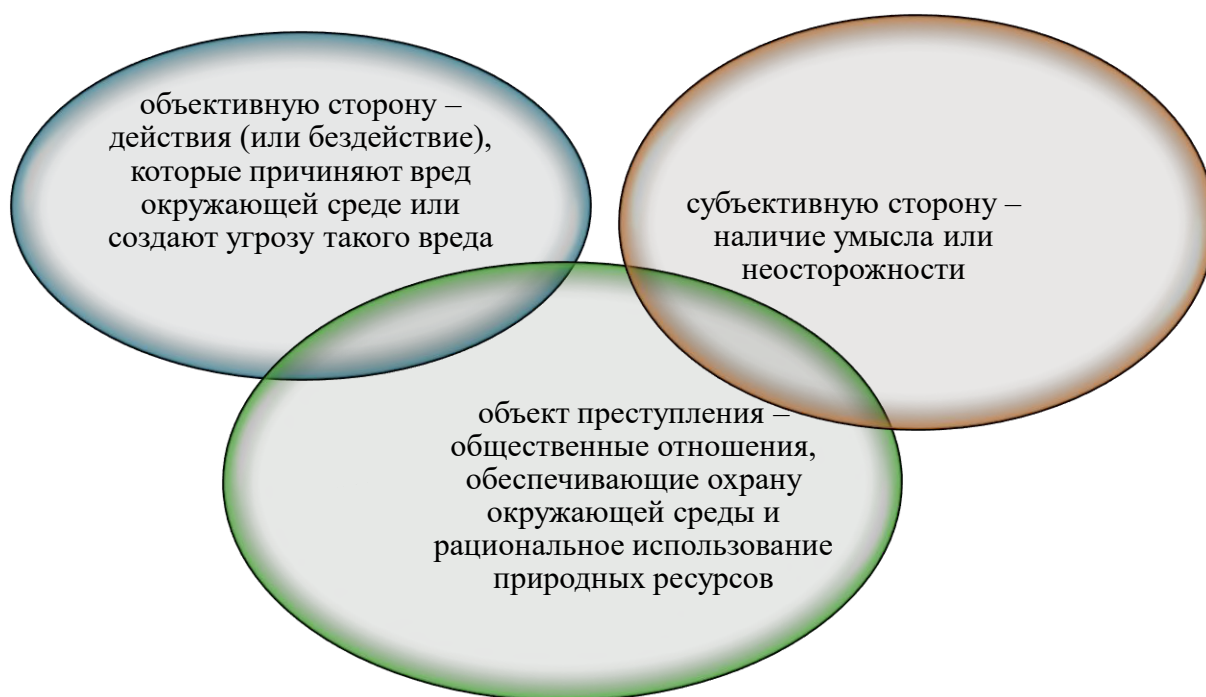 объективную сторону –
действия (или бездействие),
которые причиняют вред
окружающей среде или
создают угрозу такого вреда
субъективную сторону –
наличие умысла или
неосторожности
объект преступления –
общественные отношения,
обеспечивающие охрану
окружающей среды и
рациональное использование
природных ресурсов